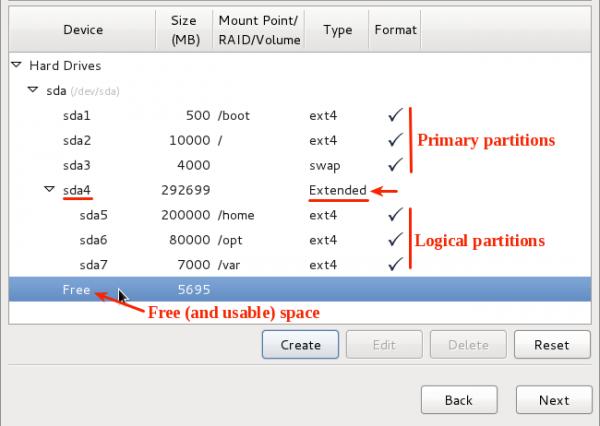 Device Size (MB) Mount Point/ RAID/Volume Type Format
Hard Drives
sda (/dev/sda)
sda1 500 /boot ext4 ✓
sda2 10000 / ext4 ✓
sda3 4000 swap ✓
Primary partitions
sda4 292699 Extended
sda5 200000 /home ext4 ✓
sda6 80000 /opt ext4 ✓
sda7 7000 /var ext4 ✓
Logical partitions
Free 5695
Free (and usable) space
Create Edit Delete Reset
Back Next